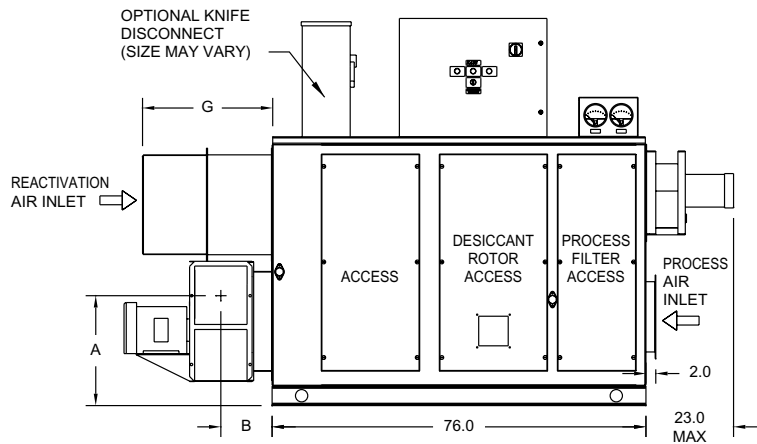 OPTIONAL KNIFE
DISCONNECT
(SIZE MAY VARY)
G
REACTIVATION
AIR INLET
ACCESS
DESICCANT
ROTOR
ACCESS
PROCESS
FILTER
ACCESS
PROCESS
AIR
INLET
A
B
76.0
2.0
23.0
MAX